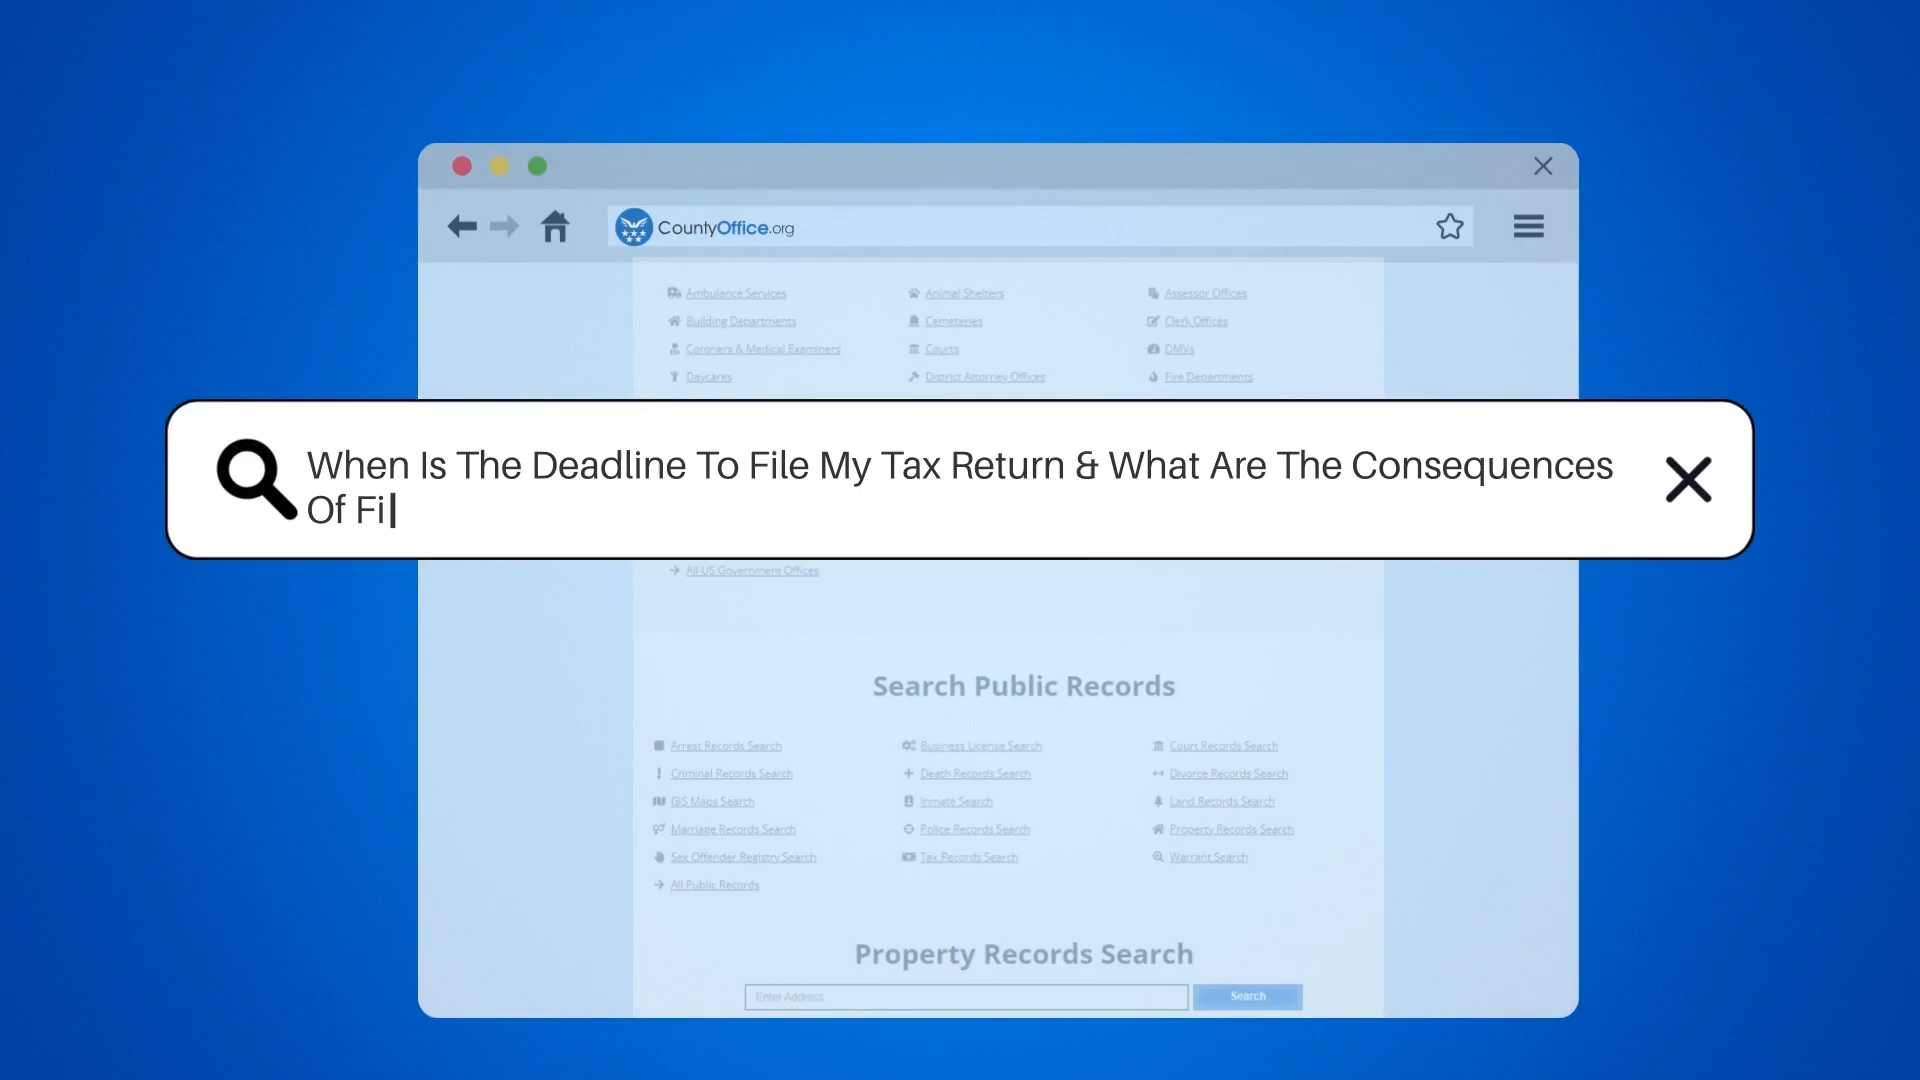 CountyOffice.org
Ambulance Services Animal Shelters Assessor Offices
Building Departments Cemeteries Clerk Offices
Coroners & Medical Examiners Courts DMVs
Daycares District Attorney Offices Fire Departments
When Is The Deadline To File My Tax Return & What Are The Consequences
Of Fi
All US Government Offices
Search Public Records
Arrest Records Search Business License Search Court Records Search
Criminal Records Search Death Records Search Divorce Records Search
GIS Maps Search Inmate Search Land Records Search
Marriage Records Search Police Records Search Property Records Search
Sex Offender Registry Search Tax Records Search Warrant Search
All Public Records
Property Records Search
Enter Address Search